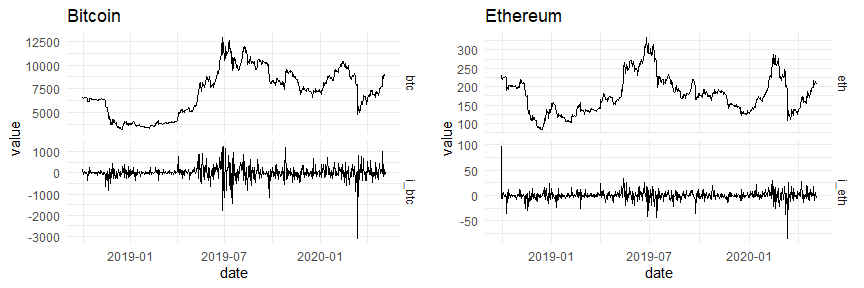 Bitcoin
12500
10000
7500
5000
btc
1000
0
-1000
-2000
-3000
i_btc
value
2019-01
2019-07
2020-01
date
Ethereum
300
250
200
150
100
eth
100
50
0
-50
i_eth
value
2019-01
2019-07
2020-01
date